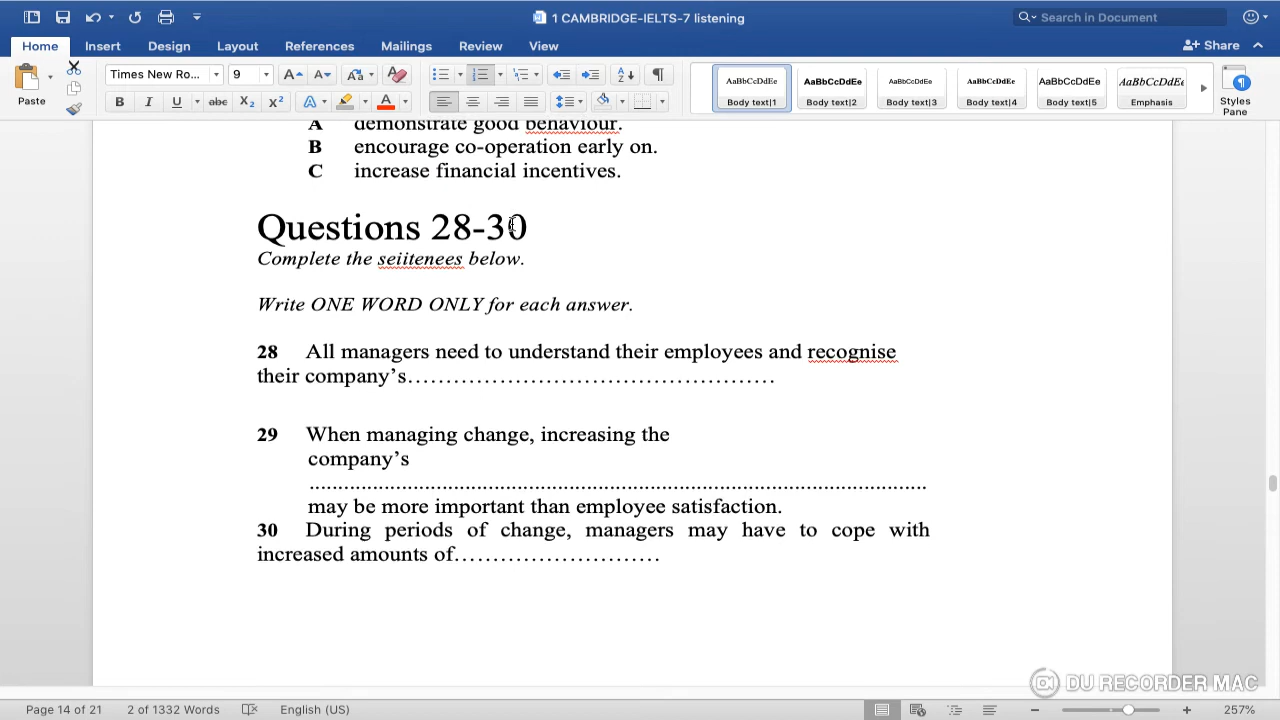 1 CAMBRIDGE-IELTS-7 listening
Search in Document
Home Insert Design Layout References Mailings Review View
Share
Paste
Times New Ro... 9
B I U abc X2 X2 A A
AaBbCcDdEe AaBbCcDdEe AaBbCcDdEe AaBbCcDdEe AaBbCcDdEe AaBbCcDdEe
Body text|1 Body text|2 Body text|3 Body text|4 Body text|5 Emphasis
Styles
Pane
A demonstrate good behaviour.
B encourage co-operation early on.
C increase financial incentives.
Questions 28-30
Complete the seiitenees below.
Write ONE WORD ONLY for each answer.
28 All managers need to understand their employees and recognise
their company’s………………………………………
29 When managing change, increasing the
company’s
............................................................................................................
may be more important than employee satisfaction.
30 During periods of change, managers may have to cope with
increased amounts of………………………
DU RECORDER MAC
Page 14 of 21 2 of 1332 Words English (US) 257%